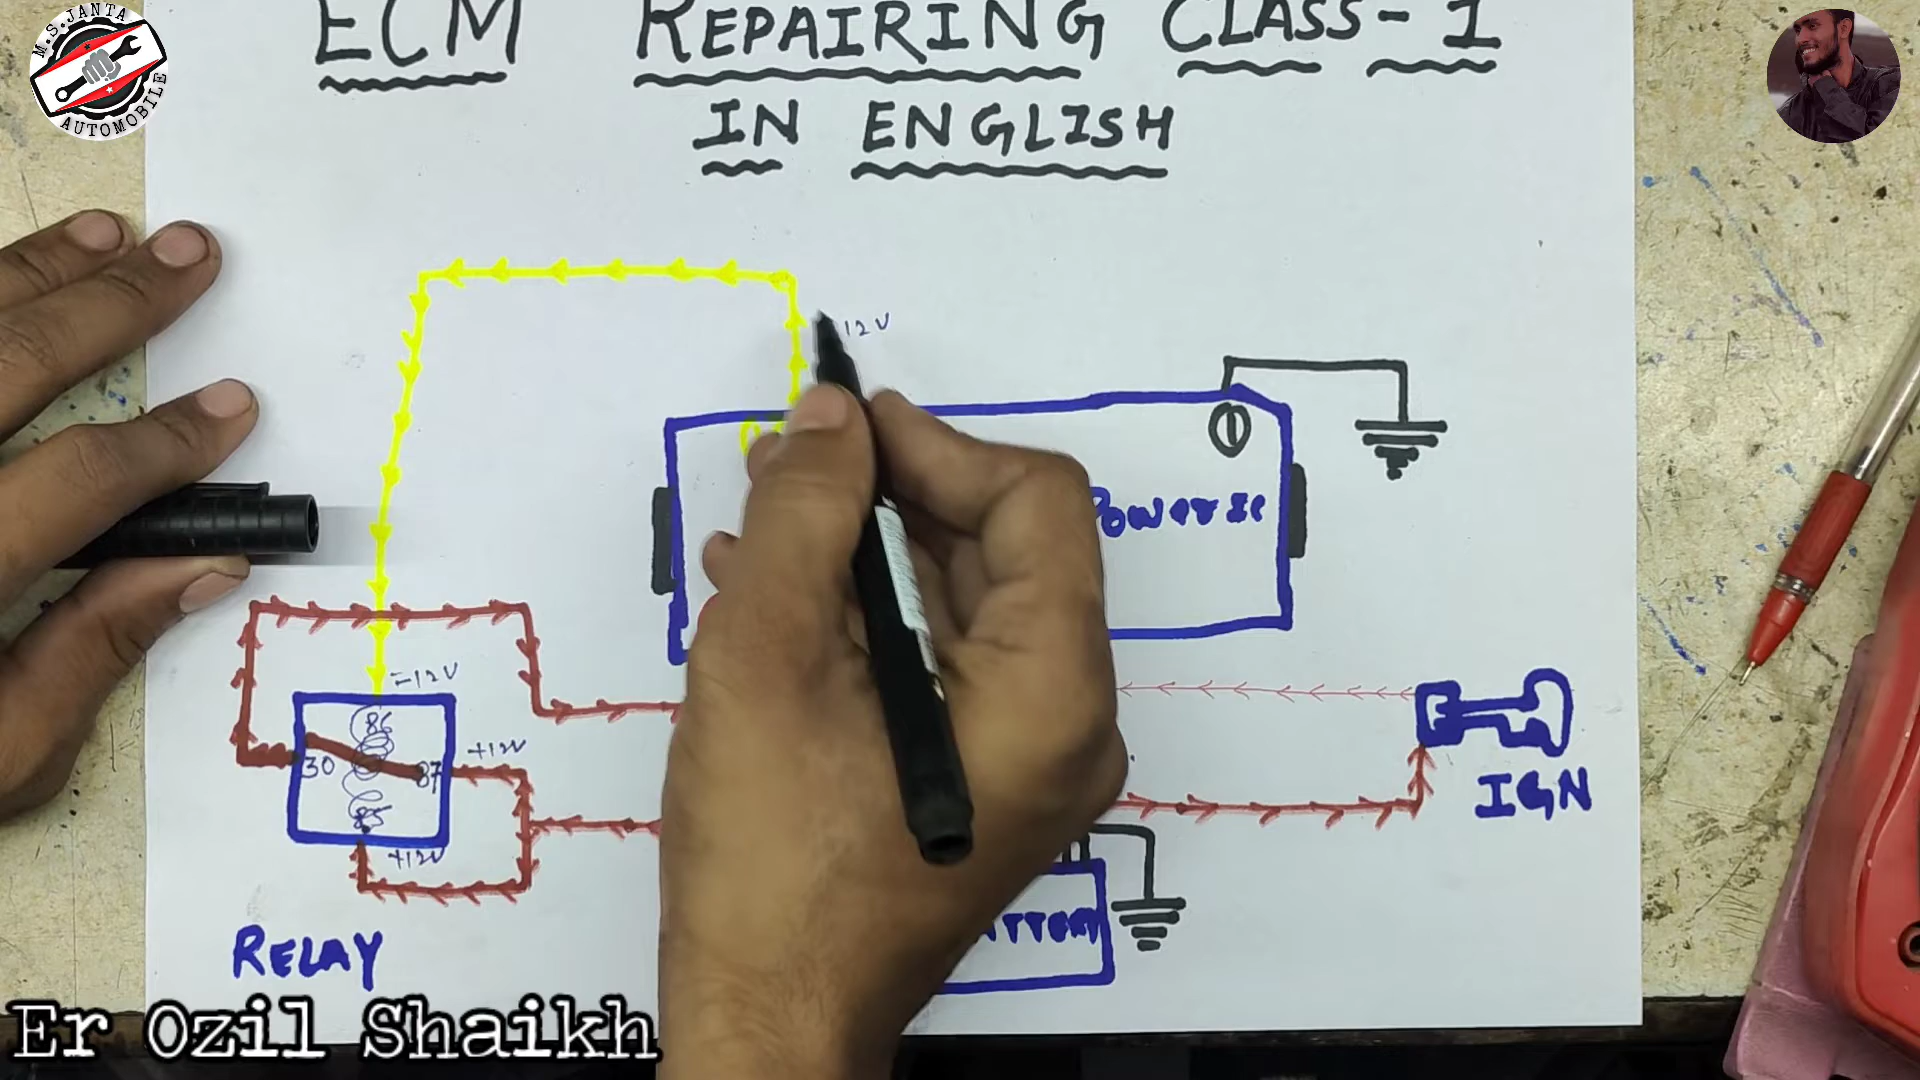 M.S.JANTA
AUTOMOBILE
ECM REPAIRING CLASS-1
IN ENGLISH
12V
1
Power Ic
=12V
86
+12V
30
87
85
+12V
IGN
RELAY
Er Ozil Shaikh